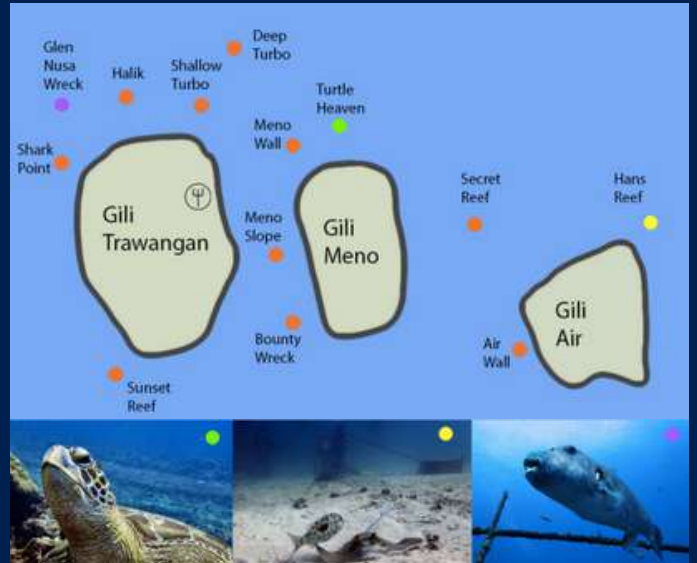 Glen
Nusa
Wreck
Halik
Shallow
Turbo
Deep
Turbo
Turtle
Heaven
Meno
Wall
Shark
Point
Gili
Trawangan
Meno
Slope
Gili
Meno
Secret
Reef
Hans
Reef
Bounty
Wreck
Air
Wall
Gili
Air
Sunset
Reef